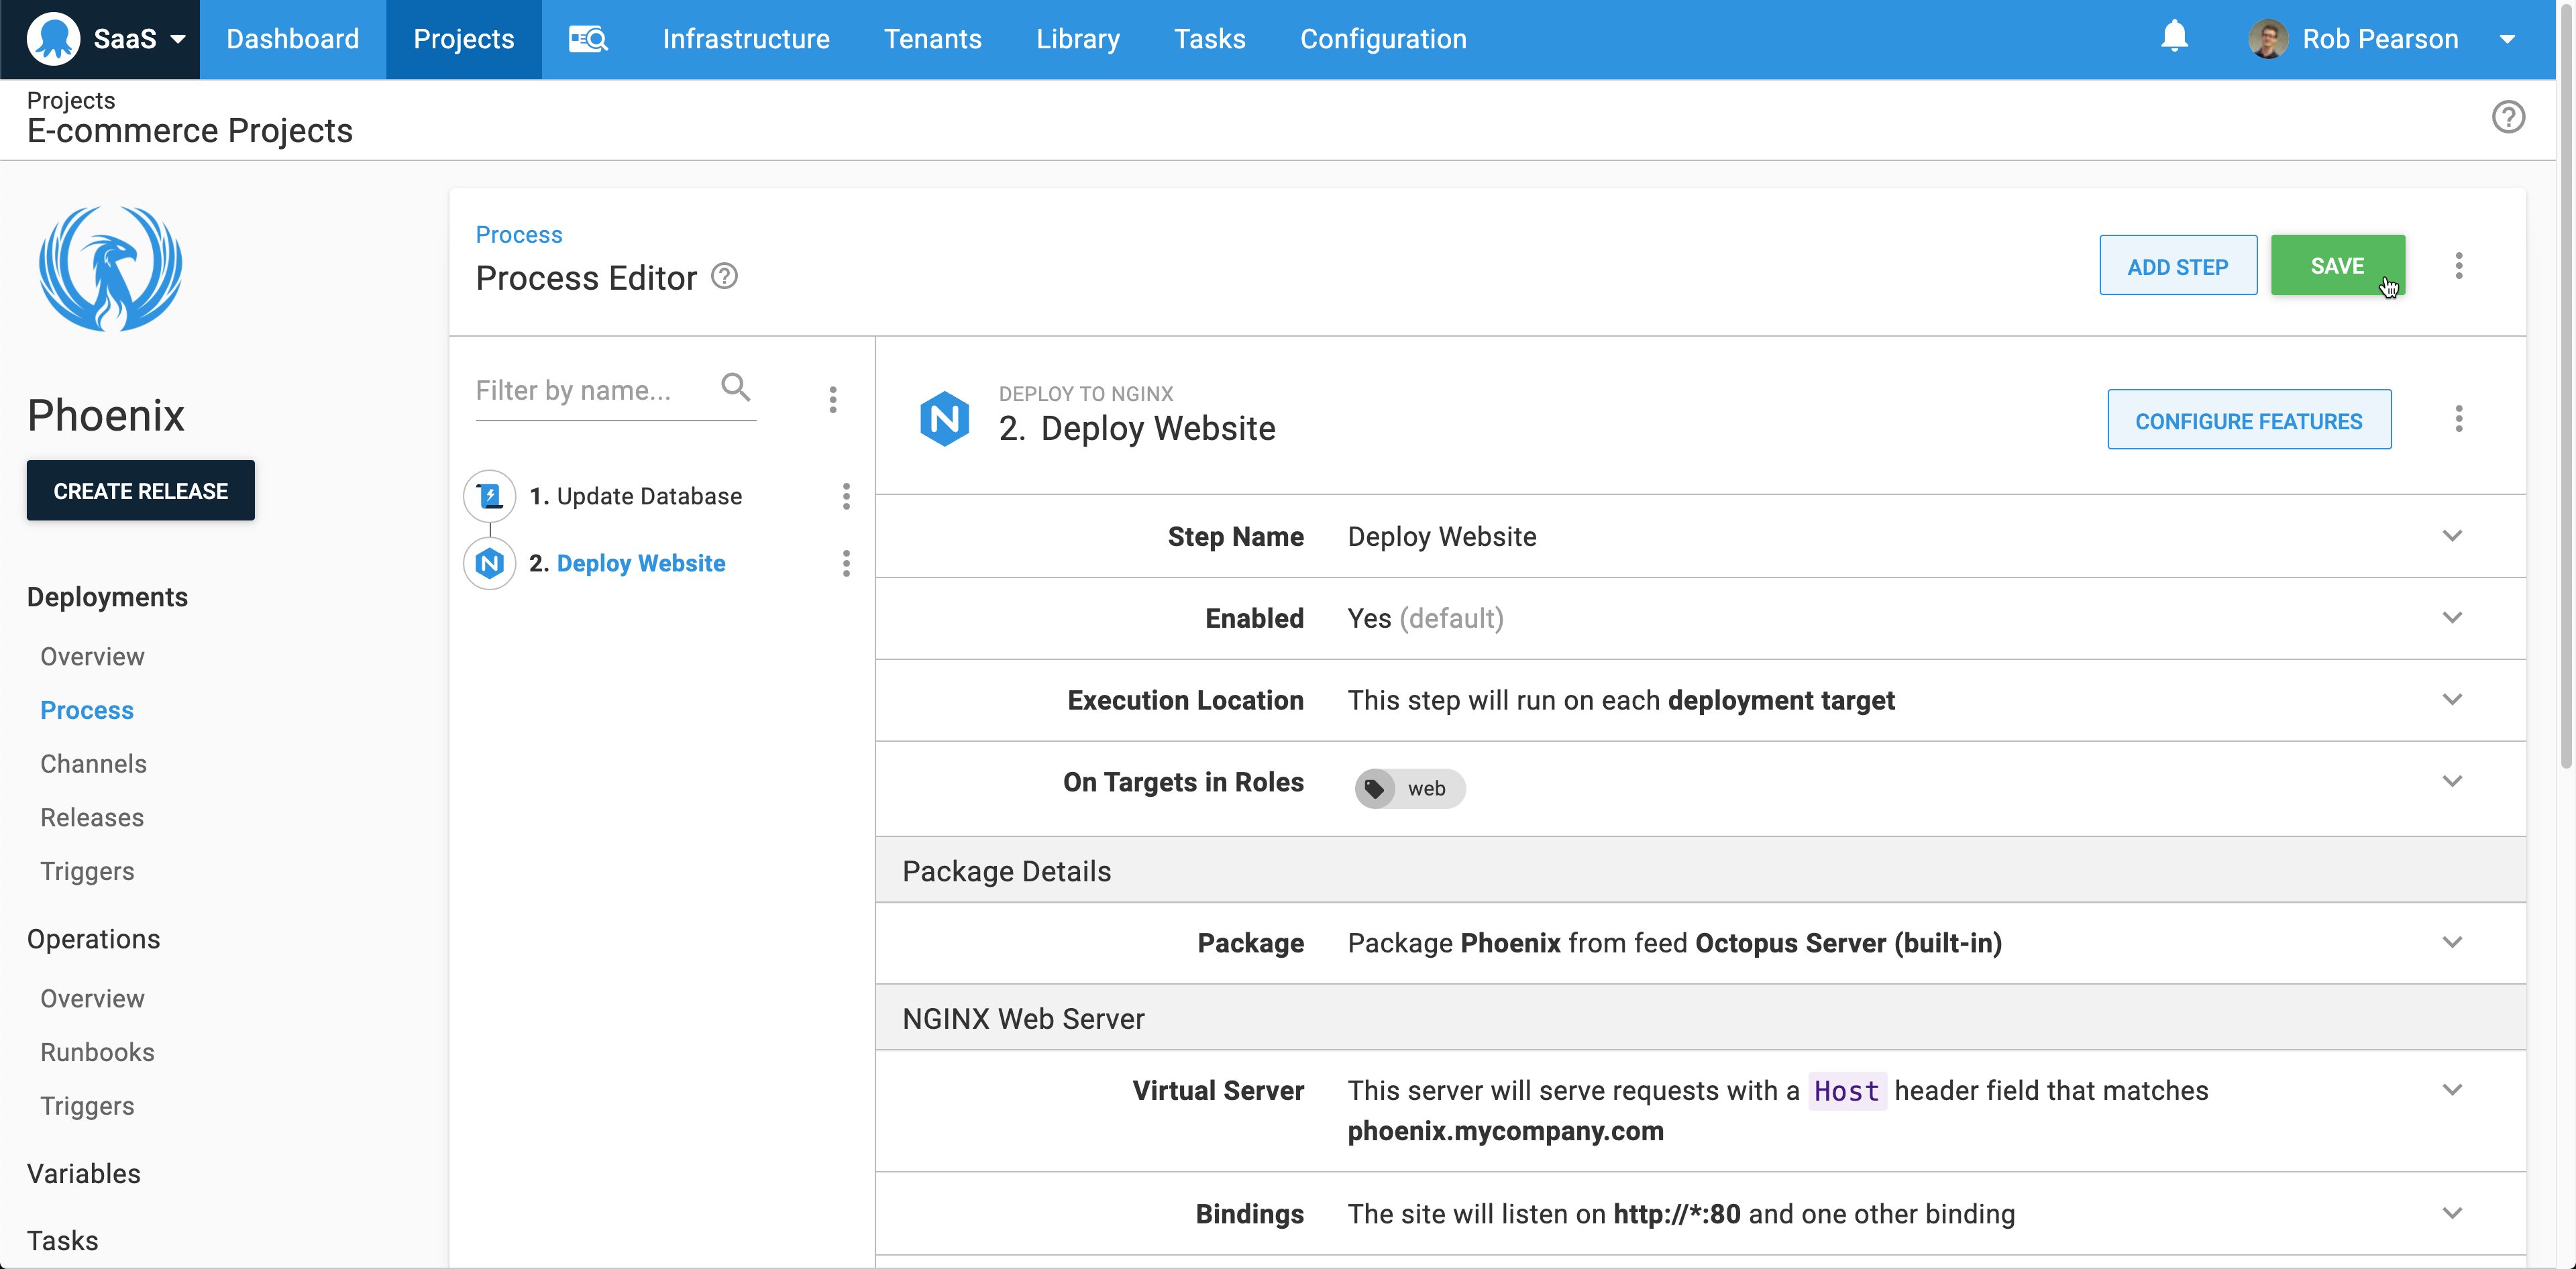 SaaS
Dashboard
Projects
Infrastructure
Tenants
Library
Tasks
Configuration
Rob Pearson
Projects
E-commerce Projects
Phoenix
CREATE RELEASE
Deployments
Overview
Process
Channels
Releases
Triggers
Operations
Overview
Runbooks
Triggers
Variables
Tasks
Process
Process Editor
ADD STEP
SAVE
Filter by name...
1. Update Database
2. Deploy Website
DEPLOY TO NGINX
2. Deploy Website
CONFIGURE FEATURES
Step Name Deploy Website
Enabled Yes (default)
Execution Location This step will run on each deployment target
On Targets in Roles web
Package Details
Package Package Phoenix from feed Octopus Server (built-in)
NGINX Web Server
Virtual Server This server will serve requests with a Host header field that matches
phoenix.mycompany.com
Bindings The site will listen on http://*:80 and one other binding